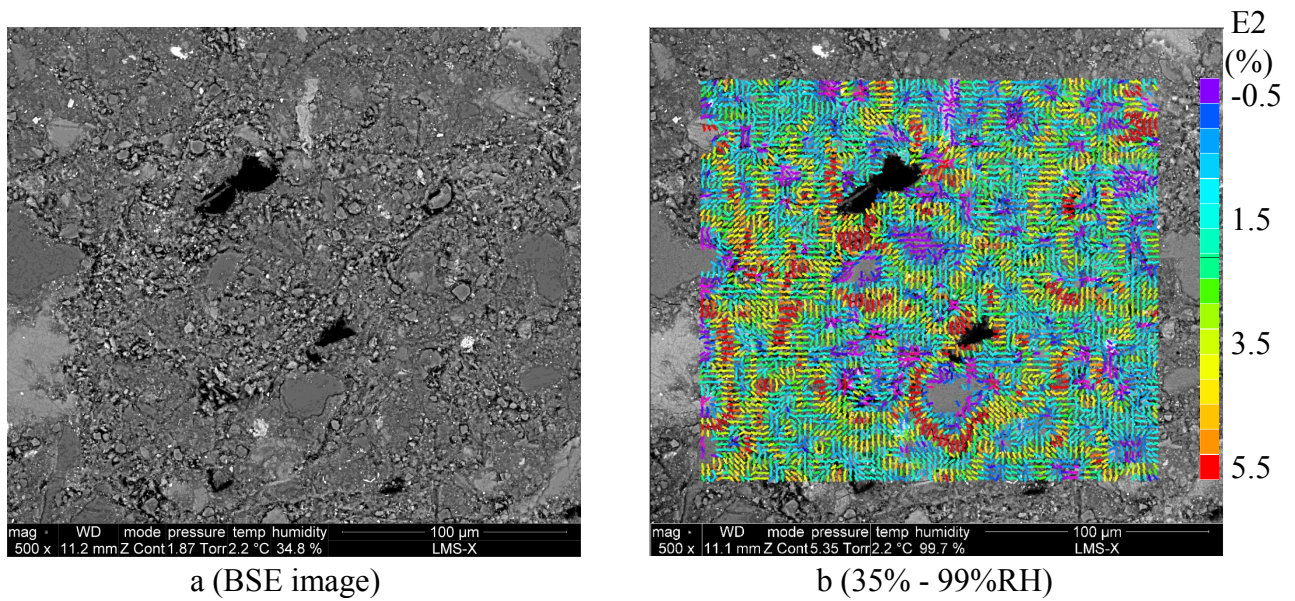 E2
(%)
-0.5
1.5
3.5
5.5
mag WD mode pressure temp humidity 100 µm
500 x 11.2 mm Z Cont 1.87 Torr 2.2 °C 34.8 % LMS-X
mag WD mode pressure temp humidity 100 µm
500 x 11.1 mm Z Cont 5.35 Torr 2.2 °C 99.7 % LMS-X
a (BSE image)
b (35% - 99%RH)